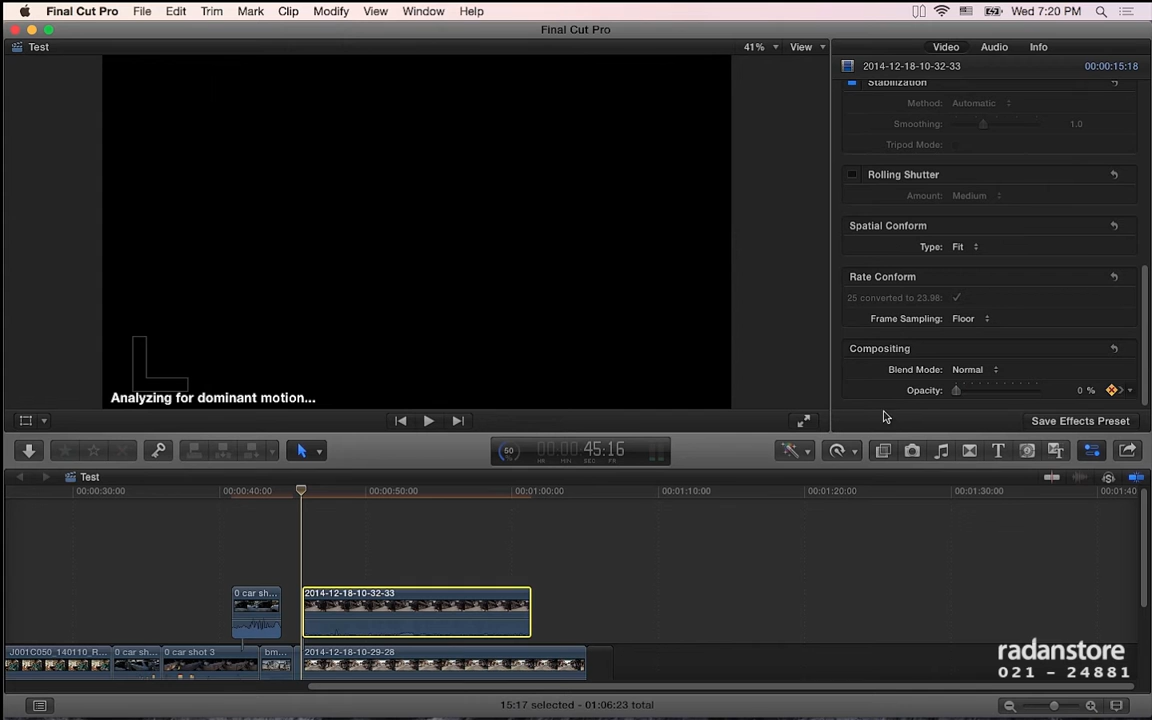 Final Cut Pro File Edit Trim Mark Clip Modify View Window Help Wed 7:20 PM
Final Cut Pro
Test 41% View Video Audio Info
2014-12-18-10-32-33 00:00:15:18
Stabilization
Method: Automatic
Smoothing: 1.0
Tripod Mode:
Rolling Shutter
Amount: Medium
Spatial Conform
Type: Fit
Rate Conform
25 converted to 23.98: ✓
Frame Sampling: Floor
Compositing
Blend Mode: Normal
Opacity: 0 %
Analyzing for dominant motion...
Save Effects Preset
60 00:00 45:16
HR MIN SEC FR
Test
00:00:30:00 00:00:40:00 00:00:50:00 00:01:00:00 00:01:10:00 00:01:20:00 00:01:30:00 00:01:40
0 car sh... 2014-12-18-10-32-33
J001C050_140110_R... 0 car sh... 0 car shot 3 bm... 2014-12-18-10-29-28
radanstore
021 - 24881
15:17 selected - 01:06:23 total